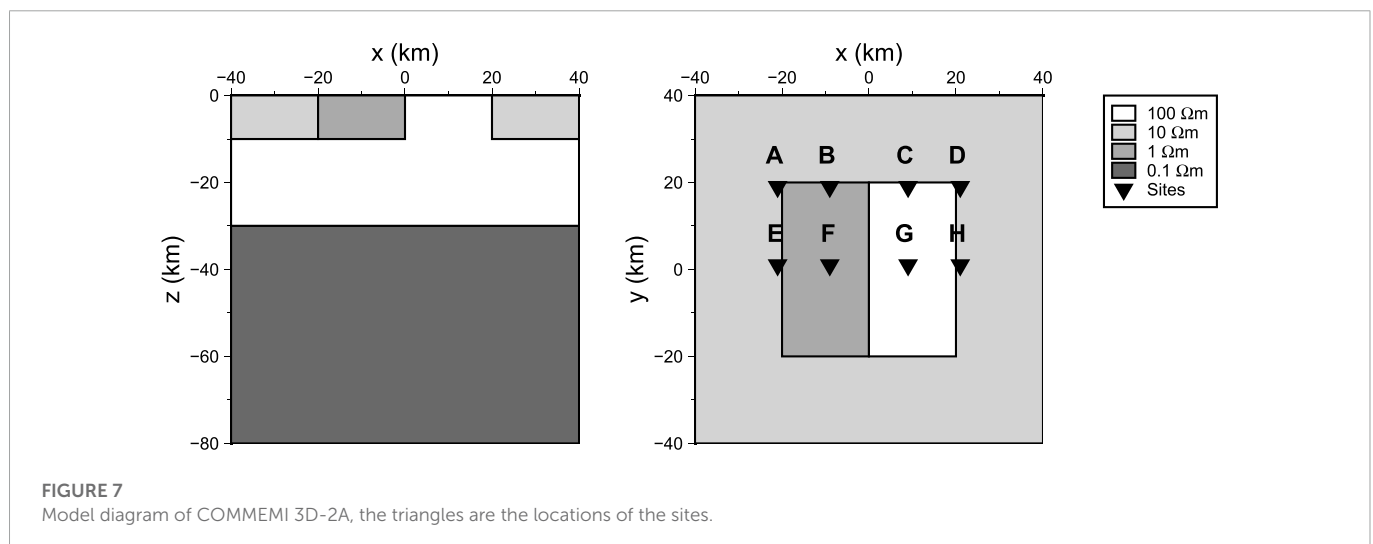 x (km)
−40 −20 0 20 40
0
−20
−40
−60
−80
z (km)
x (km)
−40 −20 0 20 40
40
20
0
−20
−40
y (km)
A B C D
E F G H
100 Ωm
10 Ωm
1 Ωm
0.1 Ωm
Sites
FIGURE 7
Model diagram of COMMEMI 3D-2A, the triangles are the locations of the sites.